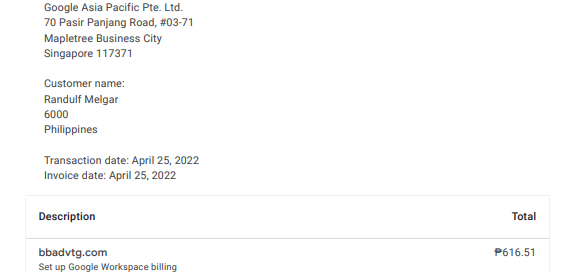 Google Asia Pacific Pte. Ltd.
70 Pasir Panjang Road, #03-71
Mapletree Business City
Singapore 117371
Customer name:
Randulf Melgar
6000
Philippines
Transaction date: April 25, 2022
Invoice date: April 25, 2022
Description Total
bbadvtg.com ₱616.51
Set up Google Workspace billing